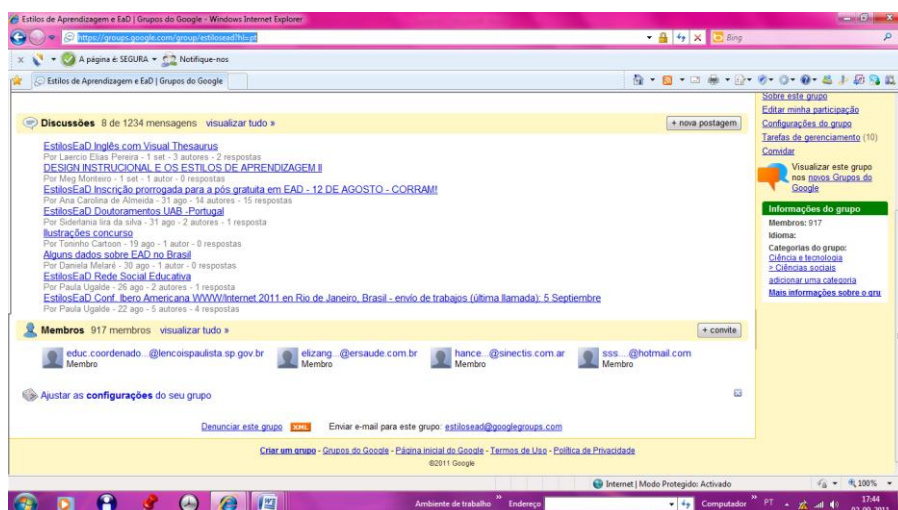 Estilos de Aprendizagem e EaD | Grupos do Google - Windows Internet Explorer
https://groups.google.com/group/estilosead?hl=pt
Bing
A página é: SEGURA
Notifique-nos
Estilos de Aprendizagem e EaD | Grupos do Google
Discussões 8 de 1234 mensagens visualizar tudo »
+ nova postagem
EstilosEaD Inglês com Visual Thesaurus
Por Laercio Elias Pereira - 1 set - 3 autores - 2 respostas
DESIGN INSTRUCIONAL E OS ESTILOS DE APRENDIZAGEM II
Por Meg Monteiro - 1 set - 1 autor - 0 respostas
EstilosEaD Inscrição prorrogada para a pós gratuita em EAD - 12 DE AGOSTO - CORRAM!
Por Ana Carolina de Almeida - 31 ago - 14 autores - 15 respostas
EstilosEaD Doutoramentos UAB -Portugal
Por Siderlania lira da silva - 31 ago - 2 autores - 1 resposta
Ilustrações concurso
Por Toninho Cartoon - 19 ago - 1 autor - 0 respostas
Alguns dados sobre EAD no Brasil
Por Daniela Melaré - 30 ago - 1 autor - 0 respostas
EstilosEaD Rede Social Educativa
Por Paula Ugalde - 26 ago - 2 autores - 1 resposta
EstilosEaD Conf. Ibero Americana WWW/Internet 2011 en Rio de Janeiro, Brasil - envio de trabajos (última llamada): 5 Septiembre
Por Paula Ugalde - 22 ago - 5 autores - 4 respostas
Membros 917 membros visualizar tudo »
+ convite
educ.coordenado...@lencoispaulista.sp.gov.br
Membro
elizang...@ersaude.com.br
Membro
hance...@sinectis.com.ar
Membro
sss....@hotmail.com
Membro
Ajustar as configurações do seu grupo
Denunciar este grupo XML Enviar e-mail para este grupo: estilosead@googlegroups.com
Criar um grupo - Grupos do Google - Página inicial do Google - Termos de Uso - Política de Privacidade
©2011 Google
Sobre este grupo
Editar minha participação
Configurações do grupo
Tarefas de gerenciamento (10)
Convidar
Visualizar este grupo
nos novos Grupos do
Google
Informações do grupo
Membros: 917
Idioma:
Categorias do grupo:
Ciência e tecnologia
> Ciências sociais
adicionar uma categoria
Mais informações sobre o gru
Internet | Modo Protegido: Activado
100%
Ambiente de trabalho
Endereço
Computador
PT
17:44
02-09-2011